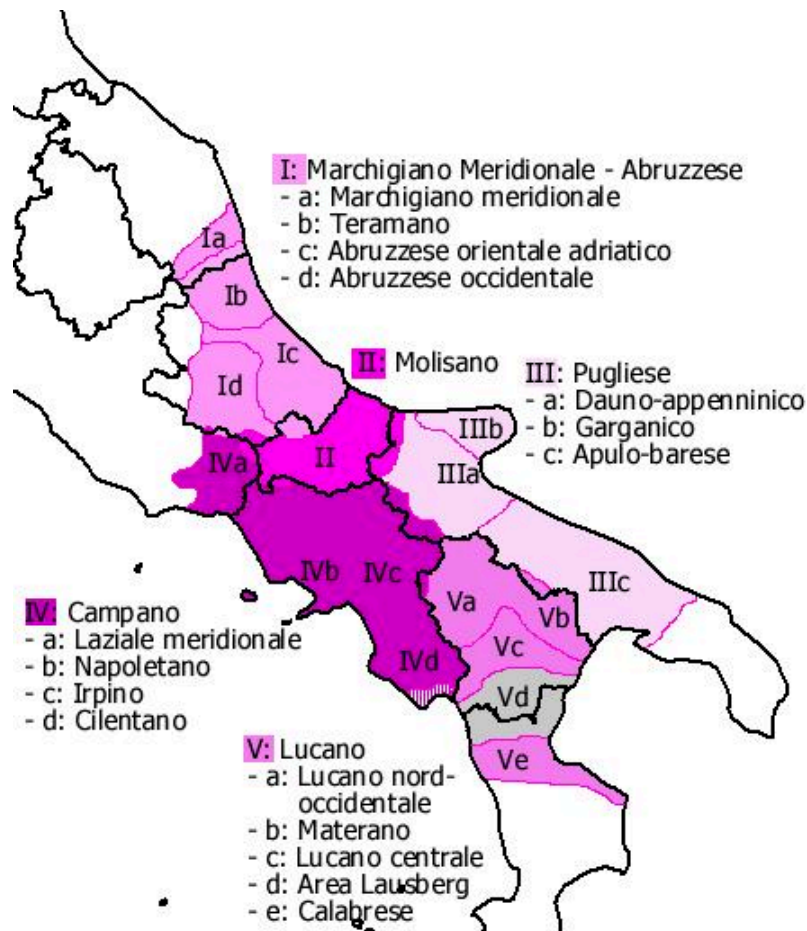 I: Marchigiano Meridionale - Abruzzese
- a: Marchigiano meridionale
- b: Teramano
- c: Abruzzese orientale adriatico
- d: Abruzzese occidentale
Ia
Ib
Ic
Id
II: Molisano
III: Pugliese
- a: Dauno-appenninico
- b: Garganico
- c: Apulo-barese
IIIb
II
IVa
IIIa
IVb
IVc
IIIc
Va
Vb
Vc
IVd
Vd
Ve
IV: Campano
- a: Laziale meridionale
- b: Napoletano
- c: Irpino
- d: Cilentano
V: Lucano
- a: Lucano nord-
occidentale
- b: Materano
- c: Lucano centrale
- d: Area Lausberg
- e: Calabrese